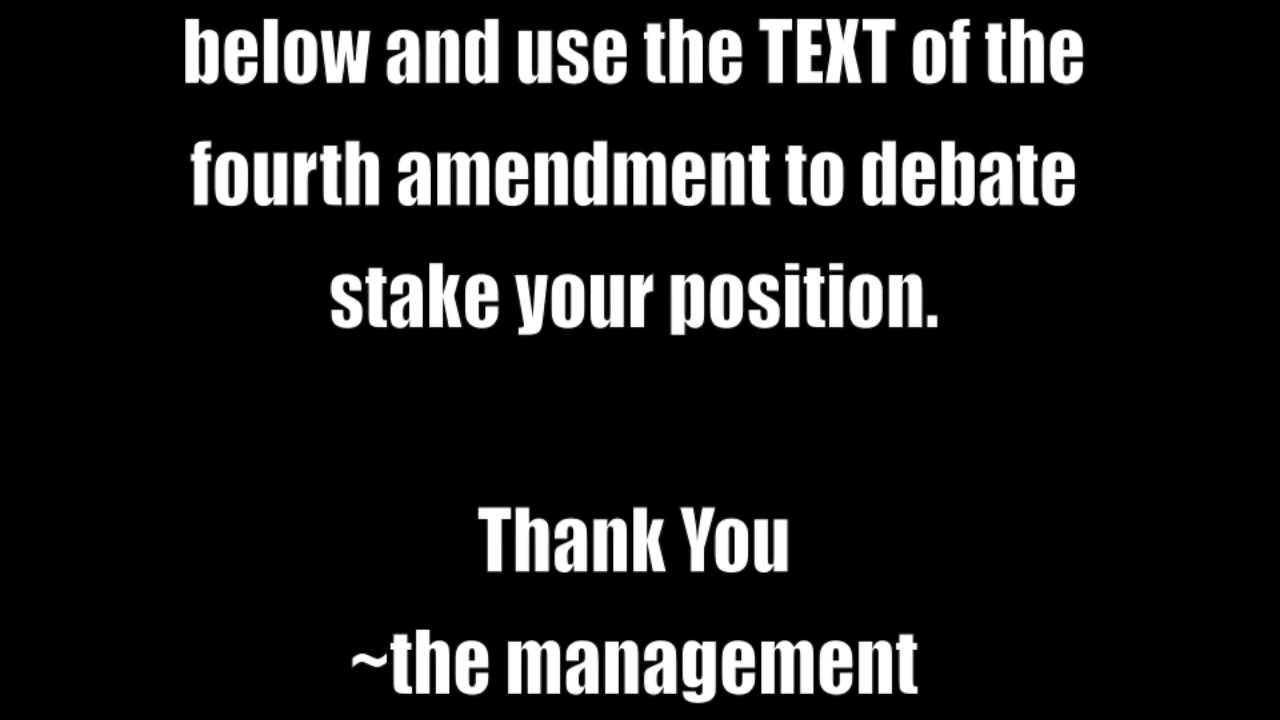 below and use the TEXT of the
fourth amendment to debate
stake your position.
Thank You
~the management